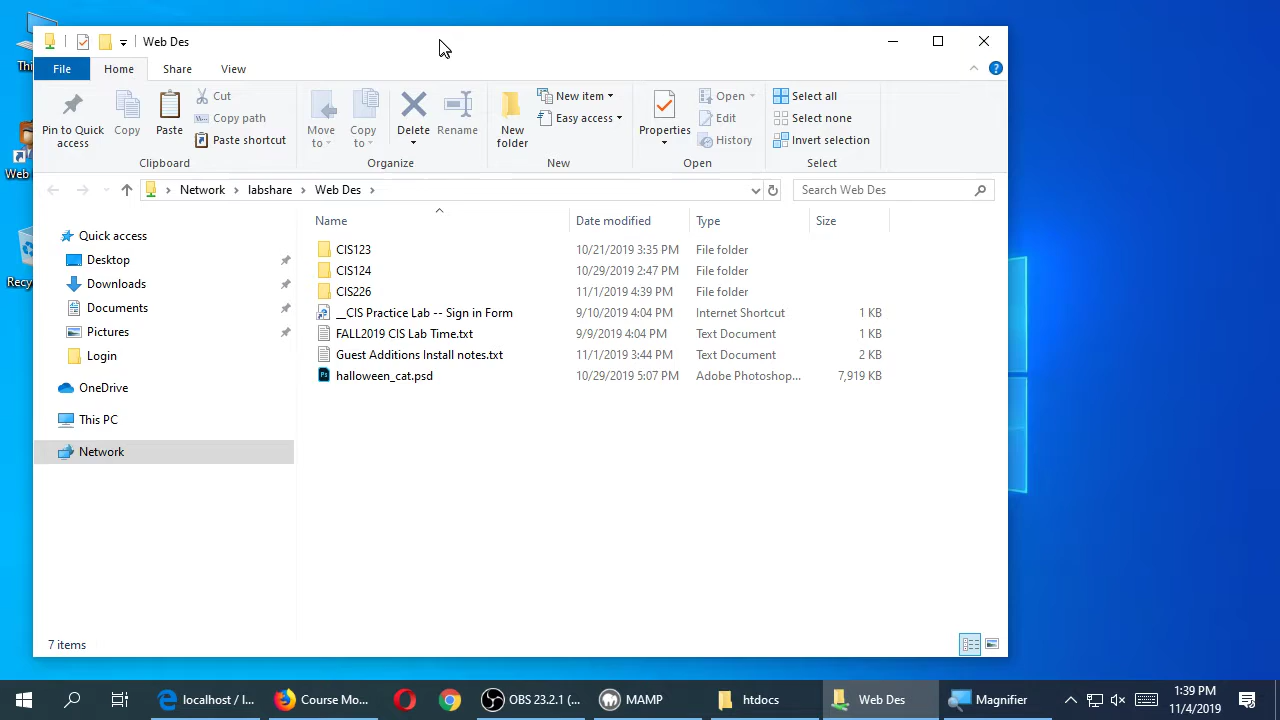 Web Des
File Home Share View
Pin to Quick access
Copy
Paste
Cut
Copy path
Paste shortcut
Clipboard
Move to
Copy to
Delete
Rename
Organize
New folder
New item
Easy access
New
Properties
Open
Edit
History
Open
Select all
Select none
Invert selection
Select
Network labshare Web Des
Search Web Des
Quick access
Desktop
Downloads
Documents
Pictures
Login
OneDrive
This PC
Network
Name Date modified Type Size
CIS123 10/21/2019 3:35 PM File folder
CIS124 10/29/2019 2:47 PM File folder
CIS226 11/1/2019 4:39 PM File folder
__CIS Practice Lab -- Sign in Form 9/10/2019 4:04 PM Internet Shortcut 1 KB
FALL2019 CIS Lab Time.txt 9/9/2019 4:04 PM Text Document 1 KB
Guest Additions Install notes.txt 11/1/2019 3:44 PM Text Document 2 KB
halloween_cat.psd 10/29/2019 5:07 PM Adobe Photoshop... 7,919 KB
7 items
Thi
Web
Recy
localhost / l... Course Mo... OBS 23.2.1 (... MAMP htdocs Web Des Magnifier
1:39 PM
11/4/2019